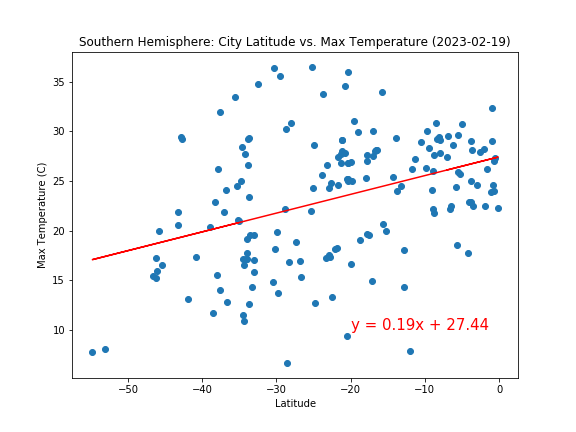 Southern Hemisphere: City Latitude vs. Max Temperature (2023-02-19)
Max Temperature (C)
35
30
25
20
15
10
y = 0.19x + 27.44
−50 −40 −30 −20 −10 0
Latitude